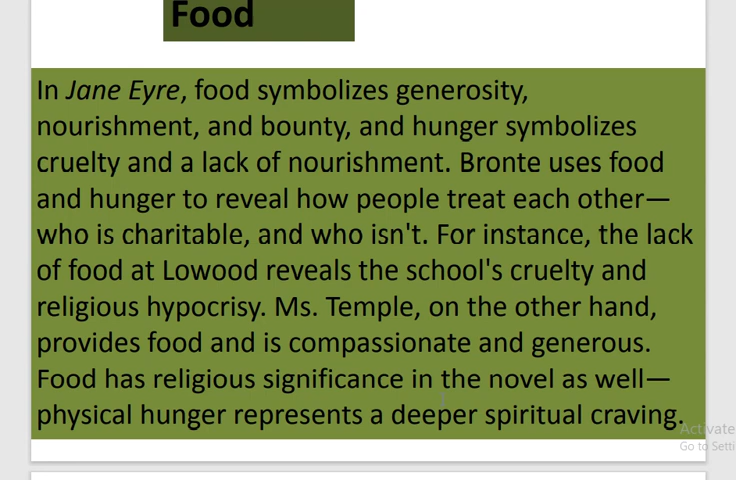 Food
In Jane Eyre, food symbolizes generosity,
nourishment, and bounty, and hunger symbolizes
cruelty and a lack of nourishment. Bronte uses food
and hunger to reveal how people treat each other—
who is charitable, and who isn't. For instance, the lack
of food at Lowood reveals the school's cruelty and
religious hypocrisy. Ms. Temple, on the other hand,
provides food and is compassionate and generous.
Food has religious significance in the novel as well—
physical hunger represents a deeper spiritual craving.
Activate
Go to Setti